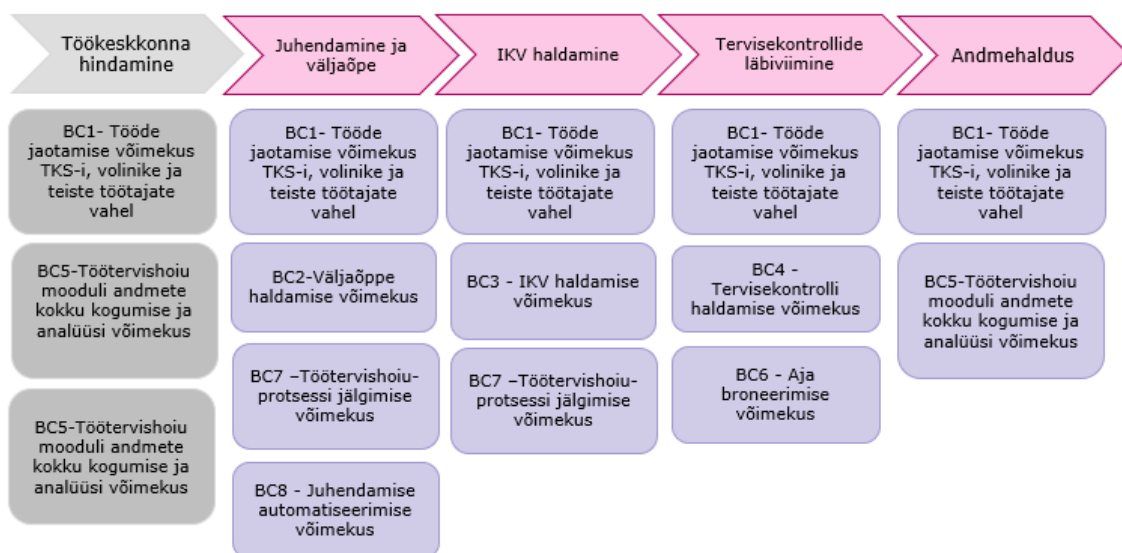 Töökeskkonna
hindamine
Juhendamine ja
väljaõpe
IKV haldamine
Tervisekontrollide
läbiviimine
Andmehaldus
BC1- Tööde
jaotamise võimekus
TKS-i, volinike ja
teiste töötajate
vahel
BC5-Töötervishoiu
mooduli andmete
kokku kogumise ja
analüüsi võimekus
BC5-Töötervishoiu
mooduli andmete
kokku kogumise ja
analüüsi võimekus
BC1- Tööde
jaotamise võimekus
TKS-i, volinike ja
teiste töötajate
vahel
BC2-Väljaõppe
haldamise võimekus
BC7 –Töötervishoiu-
protsessi jälgimise
võimekus
BC8 - Juhendamise
automatiseerimise
võimekus
BC1- Tööde
jaotamise võimekus
TKS-i, volinike ja
teiste töötajate
vahel
BC3 - IKV haldamise
võimekus
BC7 –Töötervishoiu-
protsessi jälgimise
võimekus
BC1- Tööde
jaotamise võimekus
TKS-i, volinike ja
teiste töötajate
vahel
BC4 -
Tervisekontrolli
haldamise võimekus
BC6 - Aja
broneerimise
võimekus
BC1- Tööde
jaotamise võimekus
TKS-i, volinike ja
teiste töötajate
vahel
BC5-Töötervishoiu
mooduli andmete
kokku kogumise ja
analüüsi võimekus